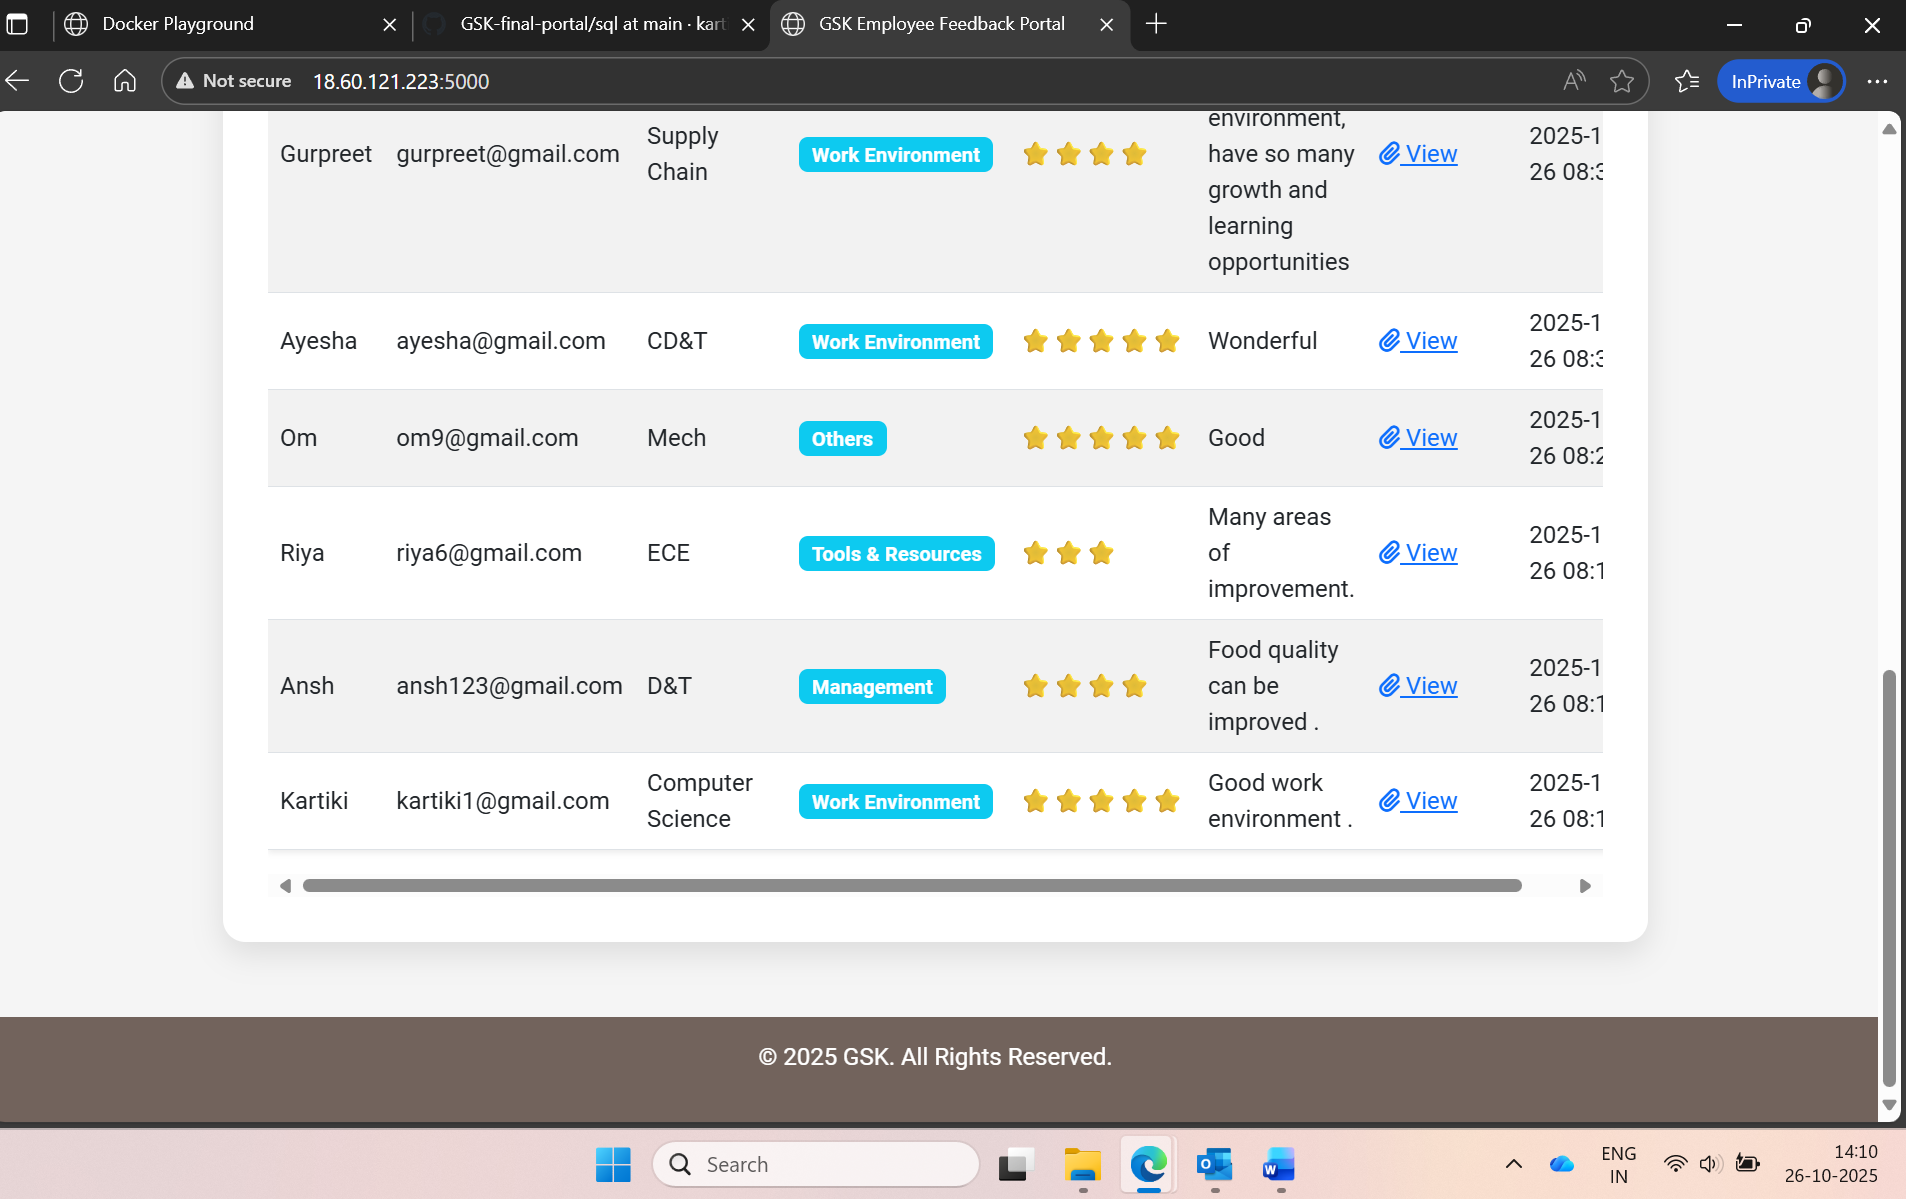 Docker Playground
GSK-final-portal/sql at main · kart
GSK Employee Feedback Portal
Not secure
18.60.121.223:5000
InPrivate
environment,
Gurpreet gurpreet@gmail.com Supply Work Environment have so many View 2025-1
Chain growth and 26 08:3
learning
opportunities
Ayesha ayesha@gmail.com CD&T Work Environment Wonderful View 2025-1
26 08:3
Om om9@gmail.com Mech Others Good View 2025-1
26 08:2
Riya riya6@gmail.com ECE Tools & Resources Many areas View 2025-1
of 26 08:1
improvement.
Ansh ansh123@gmail.com D&T Management Food quality View 2025-1
can be 26 08:1
improved .
Kartiki kartiki1@gmail.com Computer Work Environment Good work View 2025-1
Science environment . 26 08:1
© 2025 GSK. All Rights Reserved.
Search
ENG
IN
14:10
26-10-2025